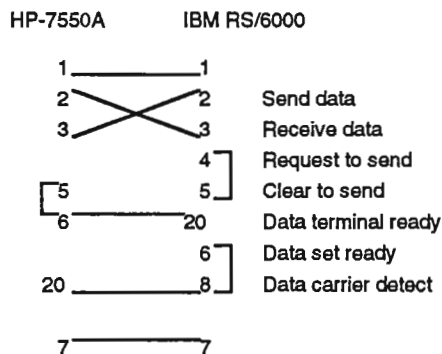 HP-7550A IBM RS/6000
1 1
2 2 Send data
3 3 Receive data
4 Request to send
5 5 Clear to send
6 20 Data terminal ready
6 Data set ready
20 8 Data carrier detect
7 7